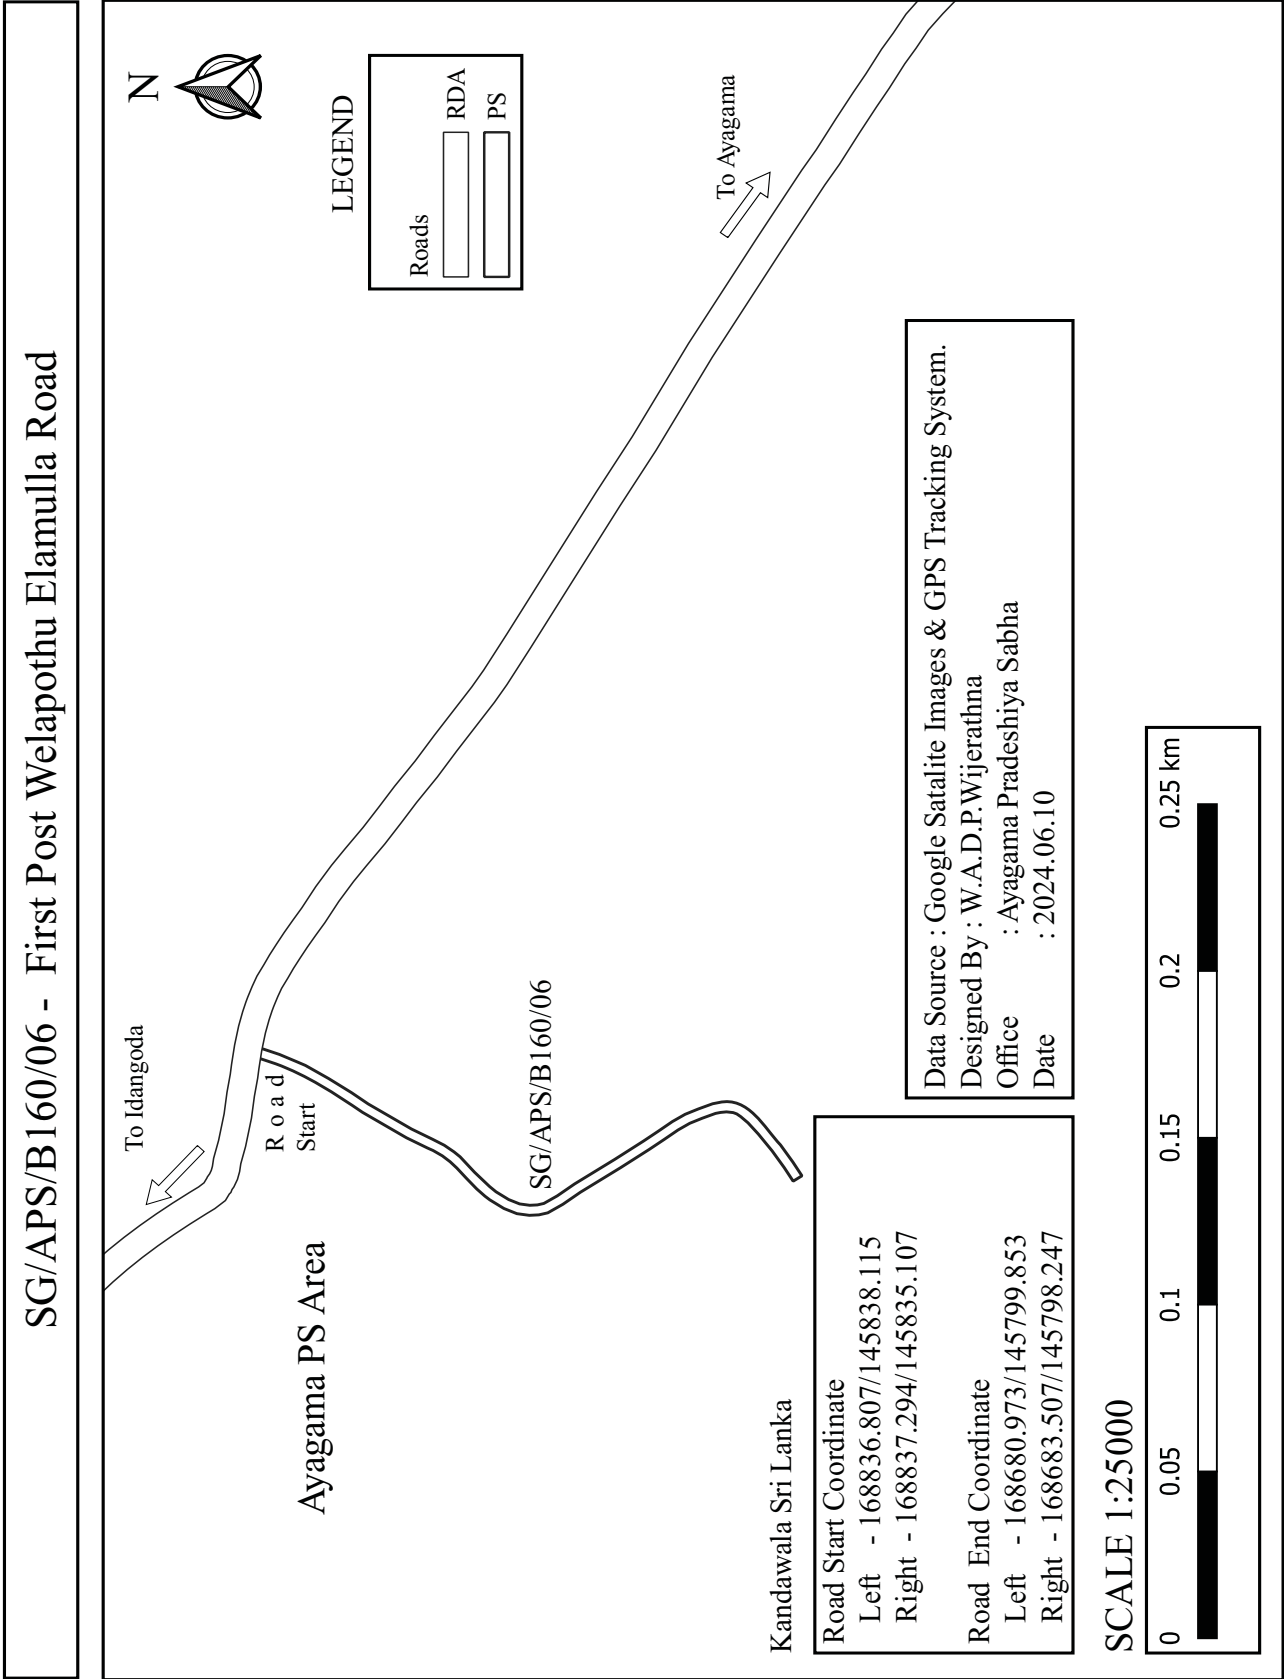 SG/APS/B160/06 - First Post Welapothu Elamulla Road
N
To Idangoda
LEGEND
Roads
RDA
PS
R o a d
Start
Ayagama PS Area
SG/APS/B160/06
To Ayagama
Kandawala Sri Lanka
Road Start Coordinate
Left - 168836.807/145838.115
Right - 168837.294/145835.107
Road End Coordinate
Left - 168680.973/145799.853
Right - 168683.507/145798.247
Data Source : Google Satalite Images & GPS Tracking System.
Designed By : W.A.D.P.Wijerathna
Office : Ayagama Pradeshiya Sabha
Date : 2024.06.10
SCALE 1:25000
0 0.05 0.1 0.15 0.2 0.25 km